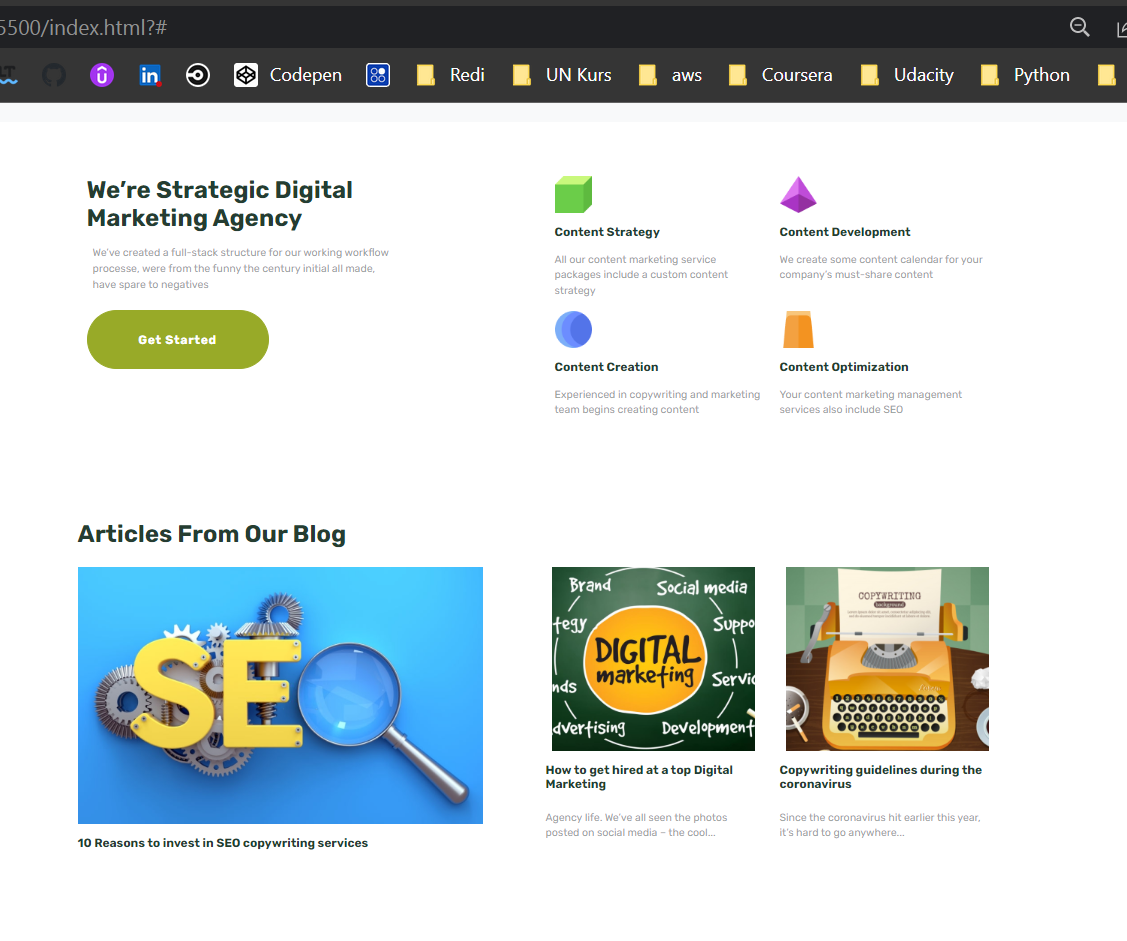 5500/index.html?#
in
Codepen
Redi
UN Kurs
aws
Coursera
Udacity
Python
We’re Strategic Digital
Marketing Agency
We’ve created a full-stack structure for our working workflow
processe, were from the funny the century initial all made,
have spare to negatives
Get Started
Content Strategy
All our content marketing service
packages include a custom content
strategy
Content Development
We create some content calendar for your
company’s must-share content
Content Creation
Experienced in copywriting and marketing
team begins creating content
Content Optimization
Your content marketing management
services also include SEO
Articles From Our Blog
SE
10 Reasons to invest in SEO copywriting services
Brand
Social media
tegy
Suppo
DIGITAL
marketing
nds
Servic
dvertising
Development
How to get hired at a top Digital
Marketing
Agency life. We’ve all seen the photos
posted on social media – the cool...
COPYWRITING
background
Copywriting guidelines during the
coronavirus
Since the coronavirus hit earlier this year,
it’s hard to go anywhere...